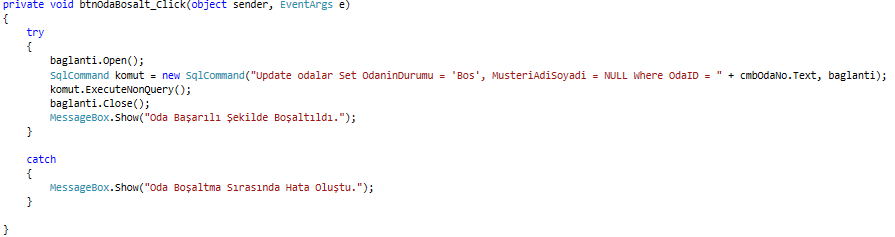 private void btnOdaBosalt_Click(object sender, EventArgs e)
{
try
{
baglanti.Open();
SqlCommand komut = new SqlCommand("Update odalar Set OdaninDurumu = 'Bos', MusteriAdiSoyadi = NULL Where OdaID = " + cmbOdaNo.Text, baglanti);
komut.ExecuteNonQuery();
baglanti.Close();
MessageBox.Show("Oda Başarılı Şekilde Boşaltıldı.");
}
catch
{
MessageBox.Show("Oda Boşaltma Sırasında Hata Oluştu.");
}
}